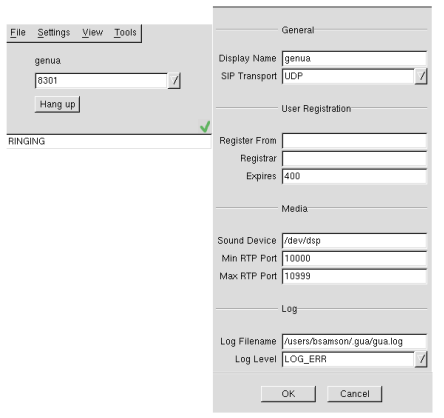 File Settings View Tools
genua
8301
Hang up
RINGING
General
Display Name genua
SIP Transport UDP
User Registration
Register From
Registrar
Expires 400
Media
Sound Device /dev/dsp
Min RTP Port 10000
Max RTP Port 10999
Log
Log Filename /users/bsamson/.gua/gua.log
Log Level LOG_ERR
OK Cancel